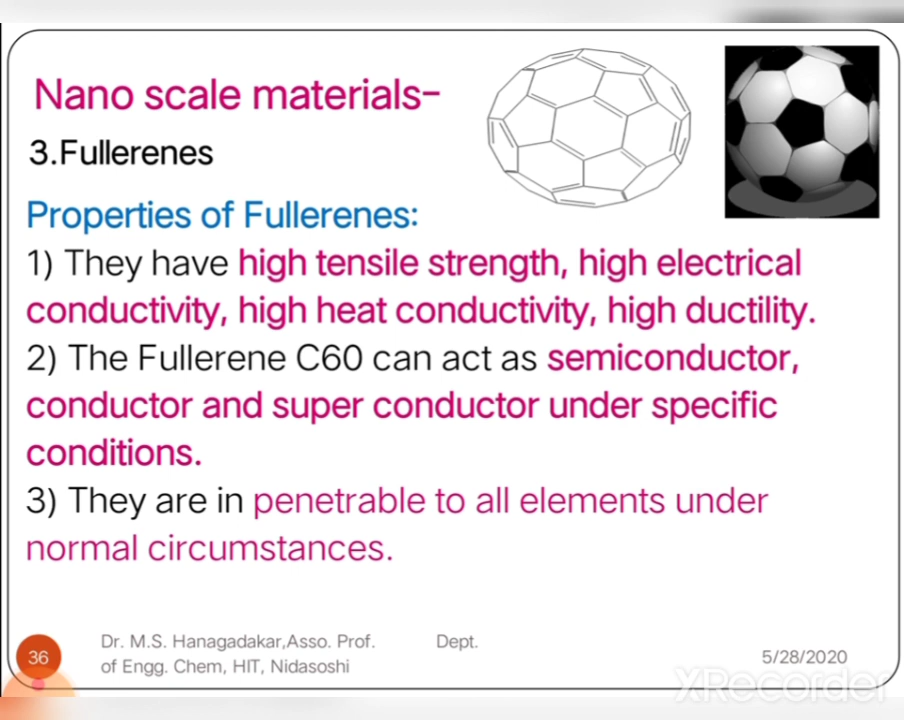 Nano scale materials–
3.Fullerenes
Properties of Fullerenes:
1) They have high tensile strength, high electrical
conductivity, high heat conductivity, high ductility.
2) The Fullerene C60 can act as semiconductor,
conductor and super conductor under specific
conditions.
3) They are in penetrable to all elements under
normal circumstances.
36
Dr. M.S. Hanagadakar,Asso. Prof. Dept.
of Engg. Chem, HIT, Nidasoshi
5/28/2020
XRecorder